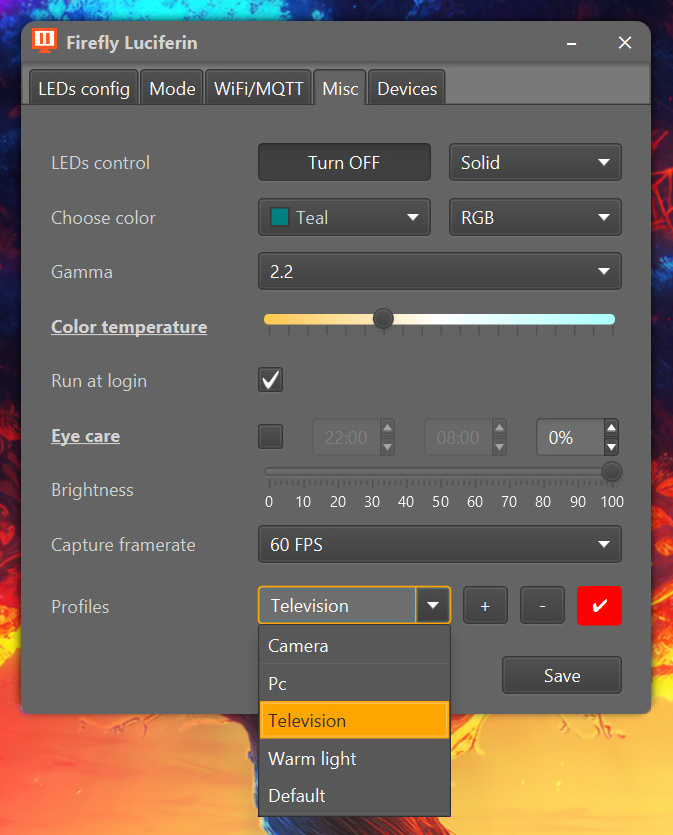 Firefly Luciferin
LEDs config Mode WiFi/MQTT Misc Devices
LEDs control Turn OFF Solid
Choose color Teal RGB
Gamma 2.2
Color temperature
Run at login
Eye care 22:00 08:00 0%
Brightness
0 10 20 30 40 50 60 70 80 90 100
Capture framerate 60 FPS
Profiles Television + -
Camera
Pc
Save
Television
Warm light
Default